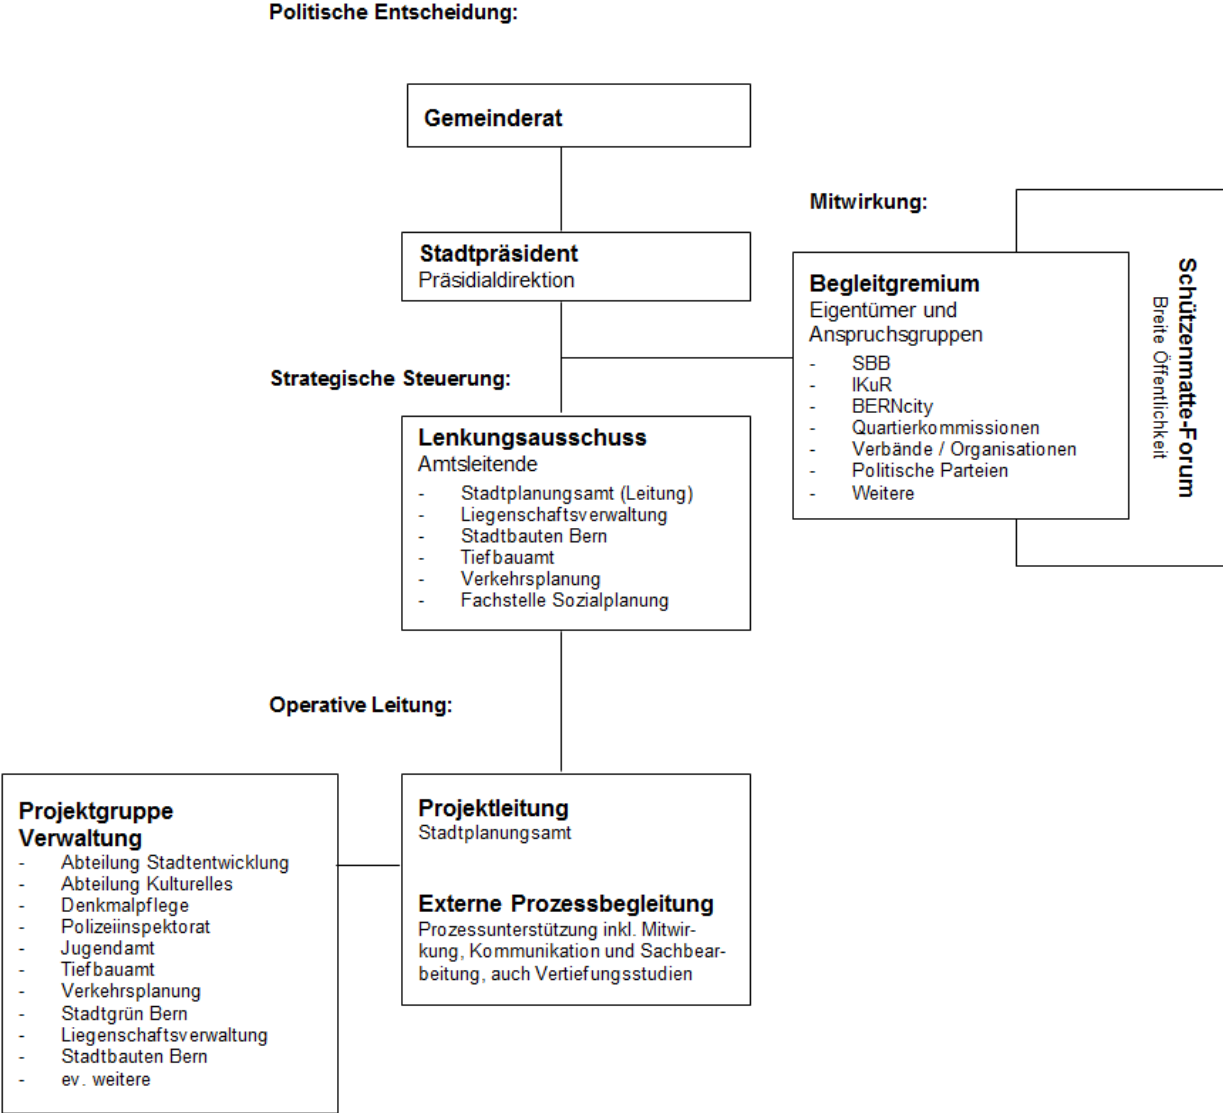 Politische Entscheidung:
Gemeinderat
Stadtpräsident
Präsidialdirektion
Mitwirkung:
Begleitgremium
Eigentümer und
Anspruchsgruppen
- SBB
- IKuR
- BERNcity
- Quartierkommissionen
- Verbände / Organisationen
- Politische Parteien
- Weitere
Schützenmatte-Forum
Breite Öffentlichkeit
Strategische Steuerung:
Lenkungsausschuss
Amtsleitende
- Stadtplanungsamt (Leitung)
- Liegenschaftsverwaltung
- Stadtbauten Bern
- Tiefbauamt
- Verkehrsplanung
- Fachstelle Sozialplanung
Operative Leitung:
Projektgruppe
Verwaltung
- Abteilung Stadtentwicklung
- Abteilung Kulturelles
- Denkmalpflege
- Polizeiinspektorat
- Jugendamt
- Tiefbauamt
- Verkehrsplanung
- Stadtgrün Bern
- Liegenschaftsverwaltung
- Stadtbauten Bern
- ev. weitere
Projektleitung
Stadtplanungsamt
Externe Prozessbegleitung
Prozessunterstützung inkl. Mitwir-
kung, Kommunikation und Sachbear-
beitung, auch Vertiefungsstudien